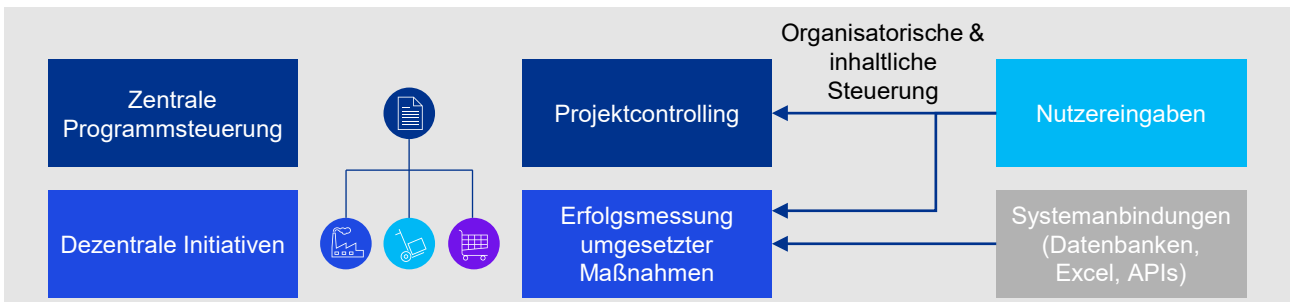 Zentrale
Programmsteuerung
Projektcontrolling
Organisatorische &
inhaltliche
Steuerung
Nutzereingaben
Dezentrale Initiativen
Erfolgsmessung
umgesetzter
Maßnahmen
Systemanbindungen
(Datenbanken,
Excel, APIs)